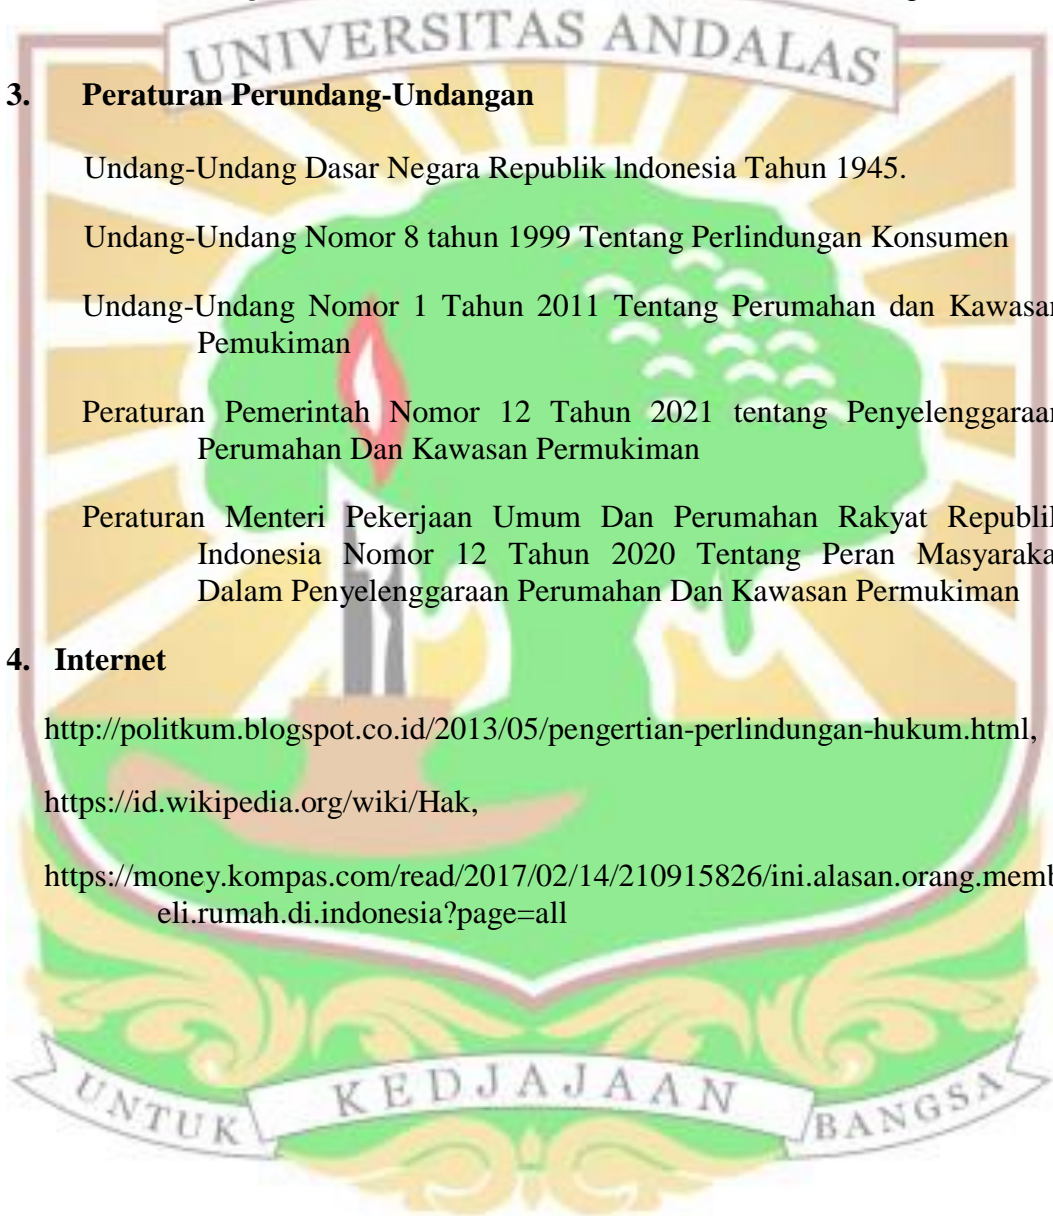 UNIVERSITAS ANDALAS
3. Peraturan Perundang-Undangan
Undang-Undang Dasar Negara Republik lndonesia Tahun 1945.
Undang-Undang Nomor 8 tahun 1999 Tentang Perlindungan Konsumen
Undang-Undang Nomor 1 Tahun 2011 Tentang Perumahan dan Kawasan
Pemukiman
Peraturan Pemerintah Nomor 12 Tahun 2021 tentang Penyelenggaraan
Perumahan Dan Kawasan Permukiman
Peraturan Menteri Pekerjaan Umum Dan Perumahan Rakyat Republik
Indonesia Nomor 12 Tahun 2020 Tentang Peran Masyaraka
Dalam Penyelenggaraan Perumahan Dan Kawasan Permukiman
4. Internet
http://politkum.blogspot.co.id/2013/05/pengertian-perlindungan-hukum.html,
https://id.wikipedia.org/wiki/Hak,
https://money.kompas.com/read/2017/02/14/210915826/ini.alasan.orang.memb
eli.rumah.di.indonesia?page=all
UNTUK KEDJAJAAN BANGSA